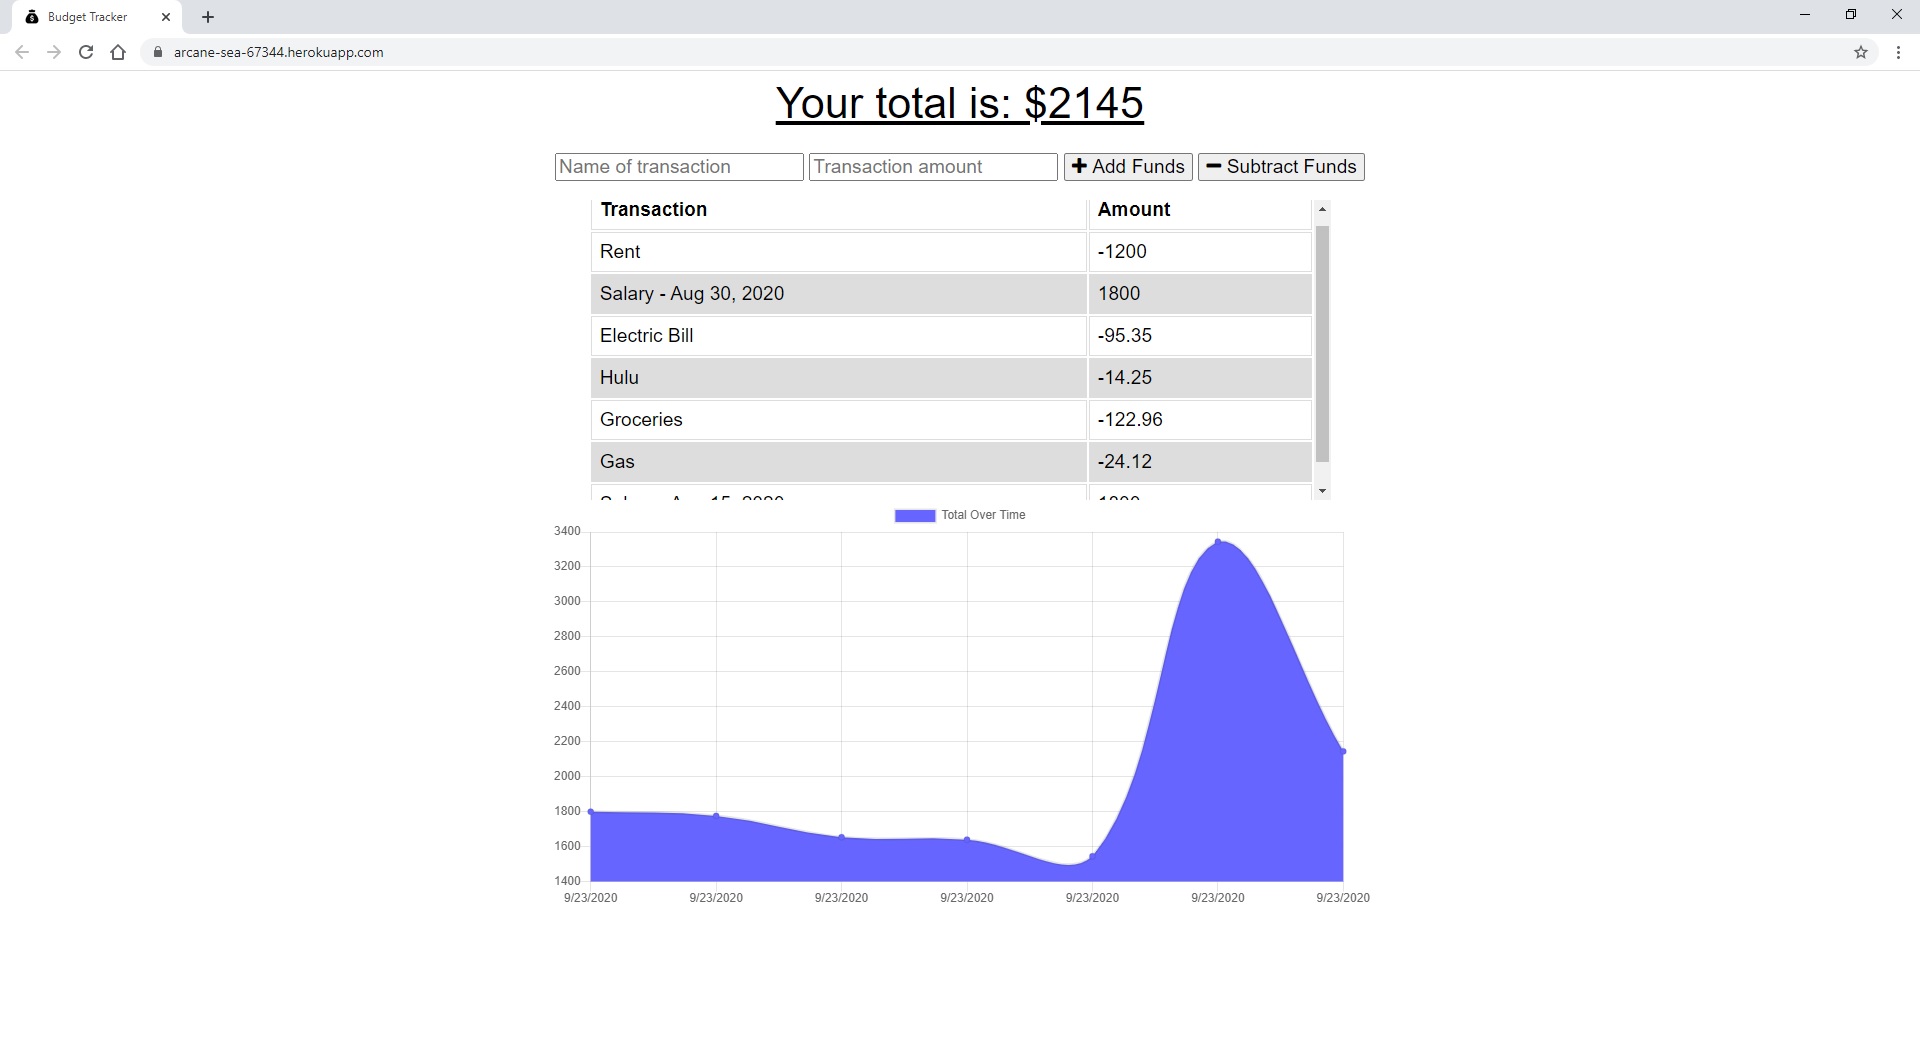 Budget Tracker
arcane-sea-67344.herokuapp.com
Your total is: $2145
Name of transaction Transaction amount Add Funds Subtract Funds
Transaction Amount
Rent -1200
Salary - Aug 30, 2020 1800
Electric Bill -95.35
Hulu -14.25
Groceries -122.96
Gas -24.12
Total Over Time
3400
3200
3000
2800
2600
2400
2200
2000
1800
1600
1400
9/23/2020 9/23/2020 9/23/2020 9/23/2020 9/23/2020 9/23/2020 9/23/2020